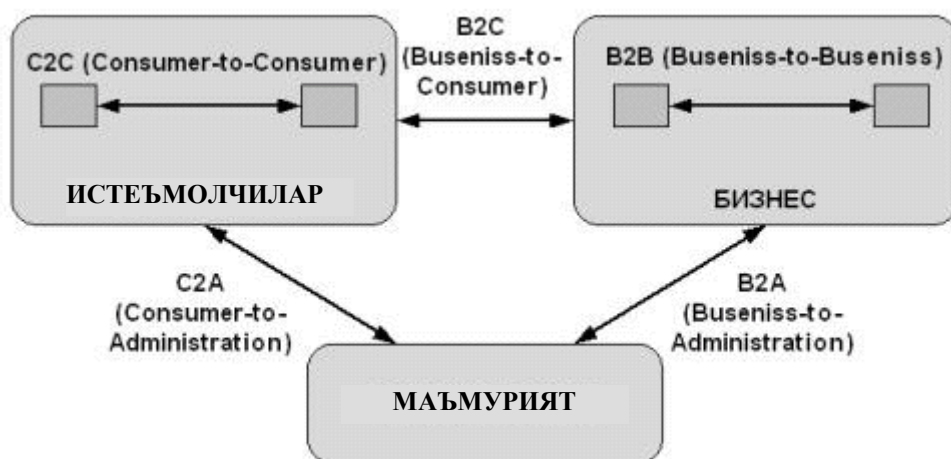 C2C (Consumer-to-Consumer)
ИСТЕЪМОЛЧИЛАР
B2C
(Buseniss-to-
Consumer)
B2B (Buseniss-to-Buseniss)
БИЗНЕС
C2A
(Consumer-to-
Administration)
B2A
(Buseniss-to-
Administration)
МАЪМУРИЯТ